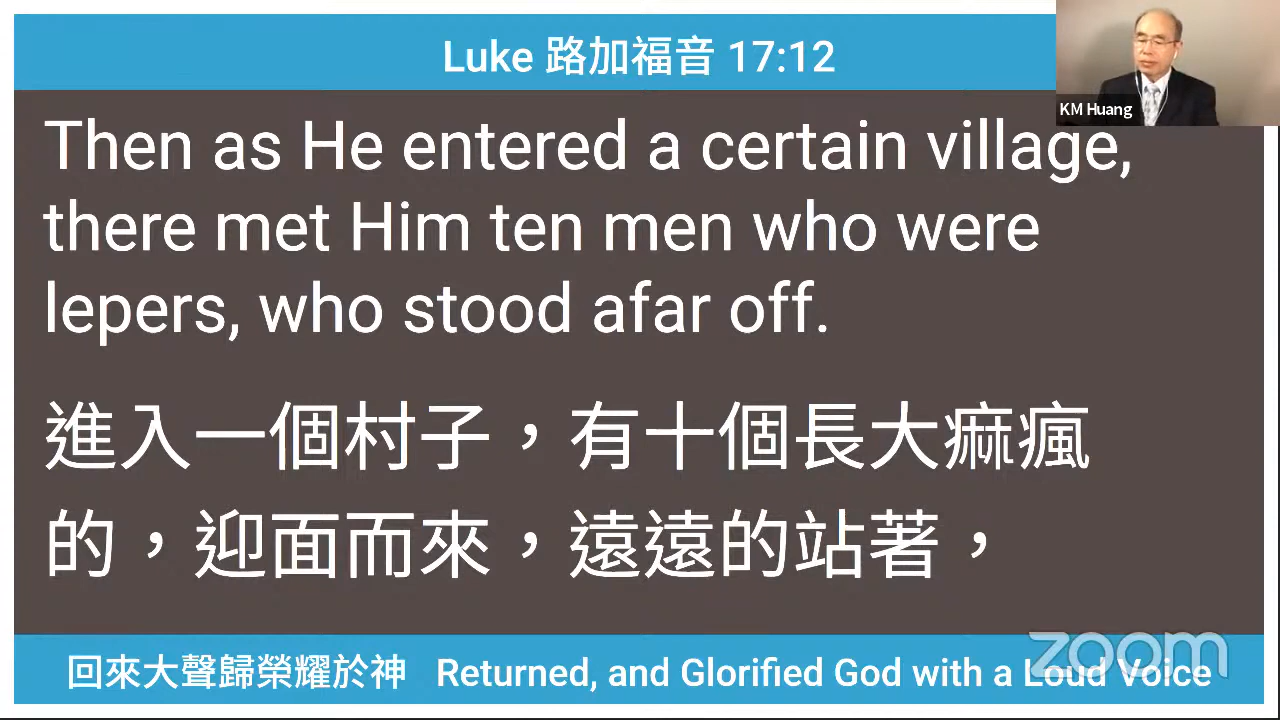 Luke 路加福音 17:12
KM Huang
Then as He entered a certain village,
there met Him ten men who were
lepers, who stood afar off.
進入一個村子，有十個長大痲瘋
的，迎面而來，遠遠的站著，
回來大聲歸榮耀於神 Returned, and Glorified God with a Loud Voice
zoom